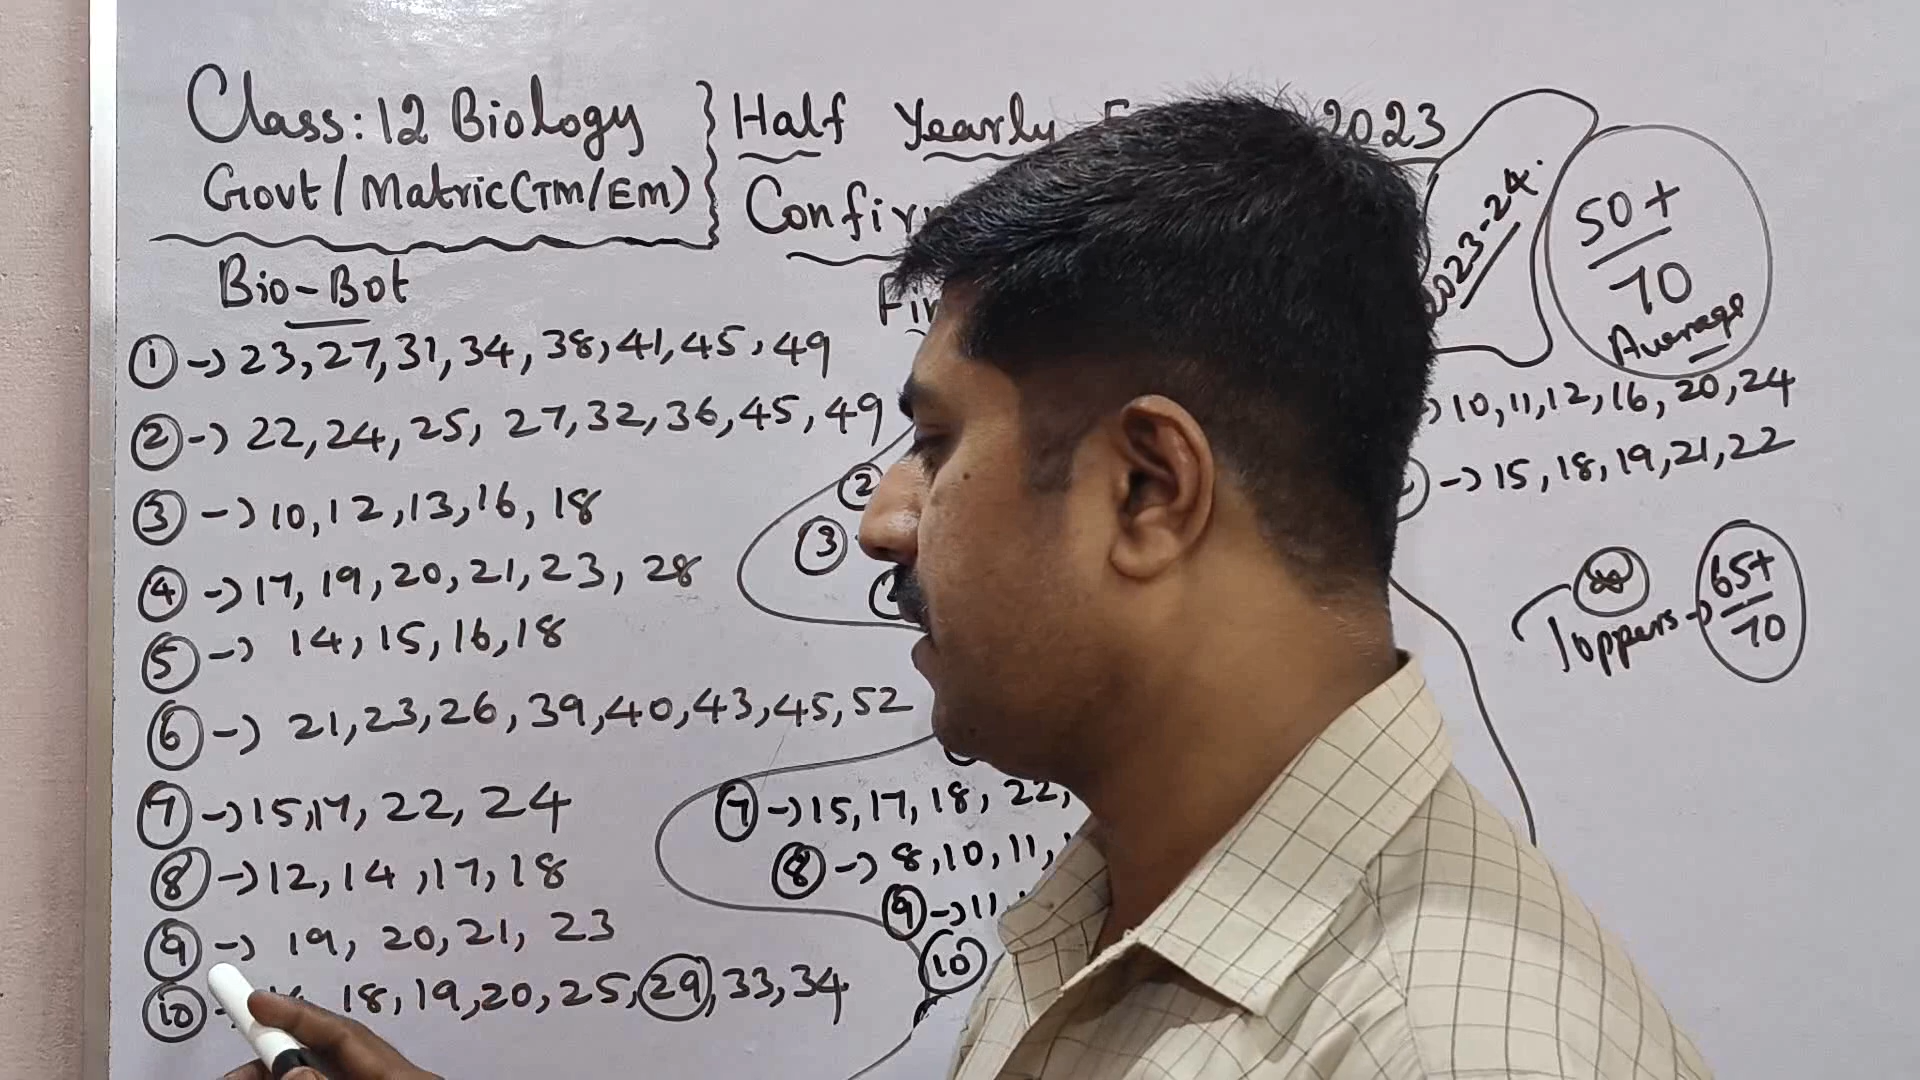 Class: 12 Biology } Half Yearly 2023
Govt / Matric (TM/EM)
2023-24.
50+
70
Average
Bio-Bot
① → 23, 27, 31, 34, 38, 41, 45, 49
② → 22, 24, 25, 27, 32, 36, 45, 49
③ → 10, 12, 13, 16, 18
④ → 17, 19, 20, 21, 23, 28
⑤ → 14, 15, 16, 18
⑥ → 21, 23, 26, 39, 40, 43, 45, 52
⑦ → 15, 17, 22, 24
⑧ → 12, 14, 17, 18
⑨ → 19, 20, 21, 23
⑩ 18, 19, 20, 25, 29, 33, 34
②
③
⑦ → 15, 17, 18, 22,
⑧ → 8, 10, 11,
⑨ → 11
⑩
→ 10, 11, 12, 16, 20, 24
→ 15, 18, 19, 21, 22
Toppers → 65+
70